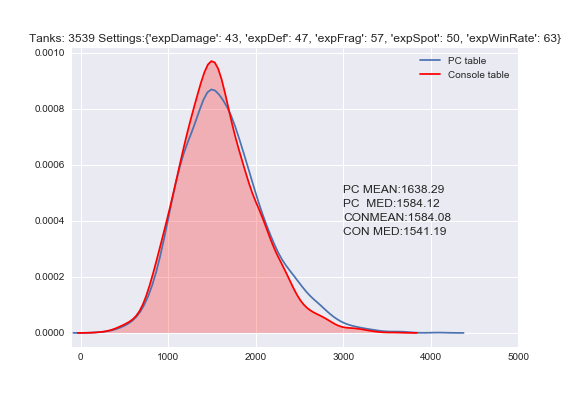 Tanks: 3539 Settings:{'expDamage': 43, 'expDef': 47, 'expFrag': 57, 'expSpot': 50, 'expWinRate': 63}
0.0010
PC table
Console table
0.0008
0.0006
PC MEAN:1638.29
PC  MED:1584.12
CONMEAN:1584.08
CON MED:1541.19
0.0004
0.0002
0.0000
0 1000 2000 3000 4000 5000